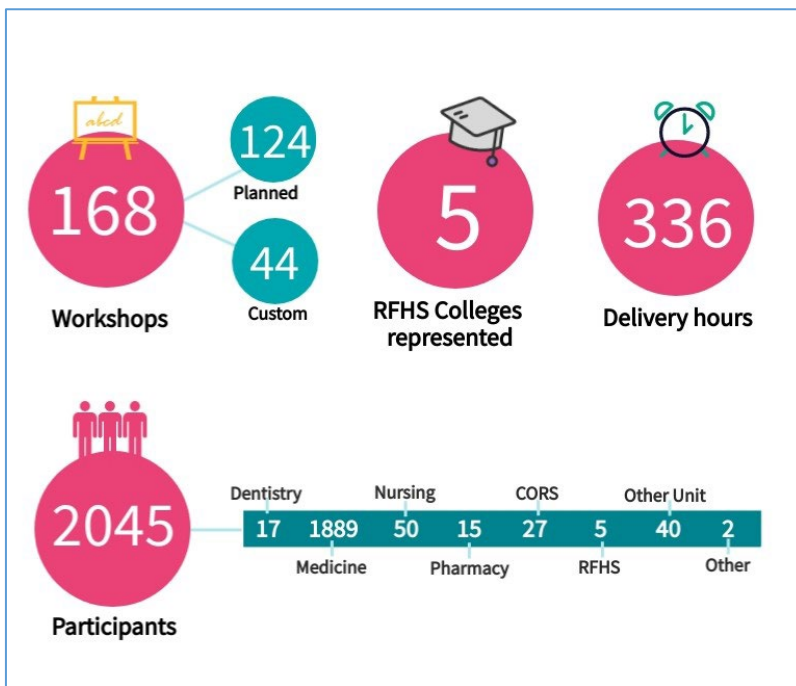 abcd
168
Workshops
124
Planned
44
Custom
5
RFHS Colleges
represented
336
Delivery hours
2045
Participants
Dentistry Nursing CORS Other Unit
17 1889 50 15 27 5 40 2
Medicine Pharmacy RFHS Other